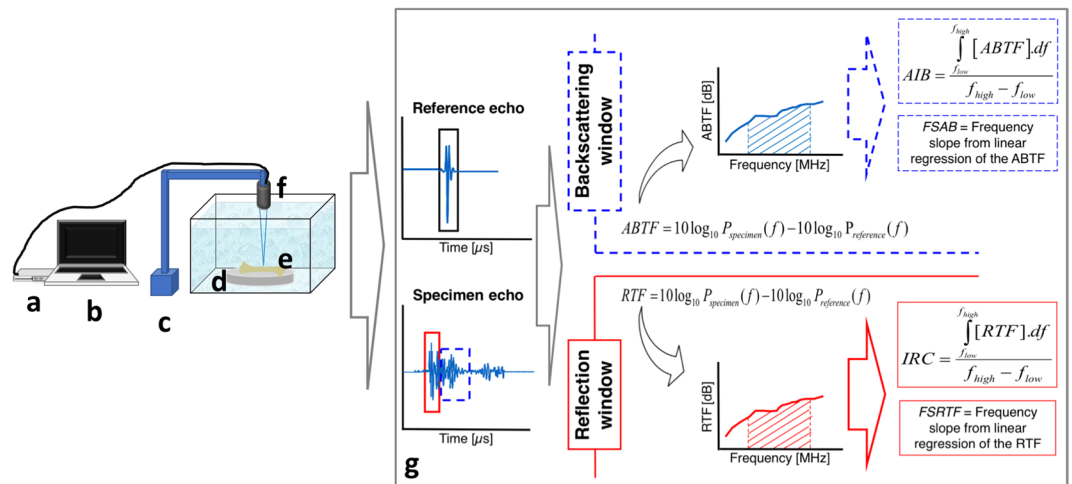 a
b
c
d
e
f
g
Reference echo
Time [µs]
Specimen echo
Time [µs]
Backscattering
window
ABTF [dB]
Frequency [MHz]
ABTF = 10 log₁₀ P_specimen(f) − 10 log₁₀ P_reference(f)
AIB = ∫_{f_low}^{f_high} [ABTF].df / f_high − f_low
FSAB = Frequency
slope from linear
regression of the ABTF
Reflection
window
RTF = 10 log₁₀ P_specimen(f) − 10 log₁₀ P_reference(f)
RTF [dB]
Frequency [MHz]
IRC = ∫_{f_low}^{f_high} [RTF].df / f_high − f_low
FSRTF = Frequency
slope from linear
regression of the RTF